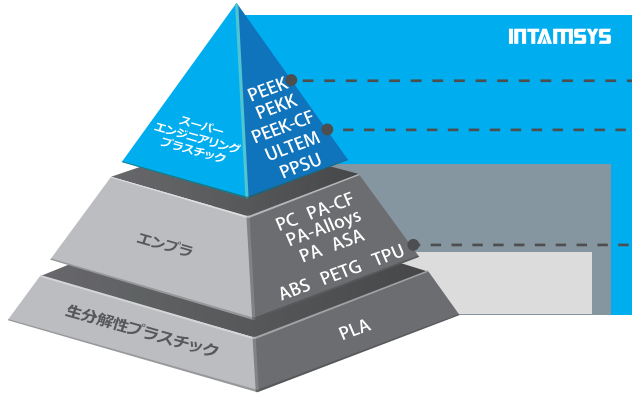 INTAMSYS
スーパー
エンジニアリング
プラスチック
PEEK
PEKK
PEEK-CF
ULTEM
PPSU
エンプラ
PC PA-CF
PA-Alloys
PA ASA
ABS PETG TPU
生分解性プラスチック
PLA